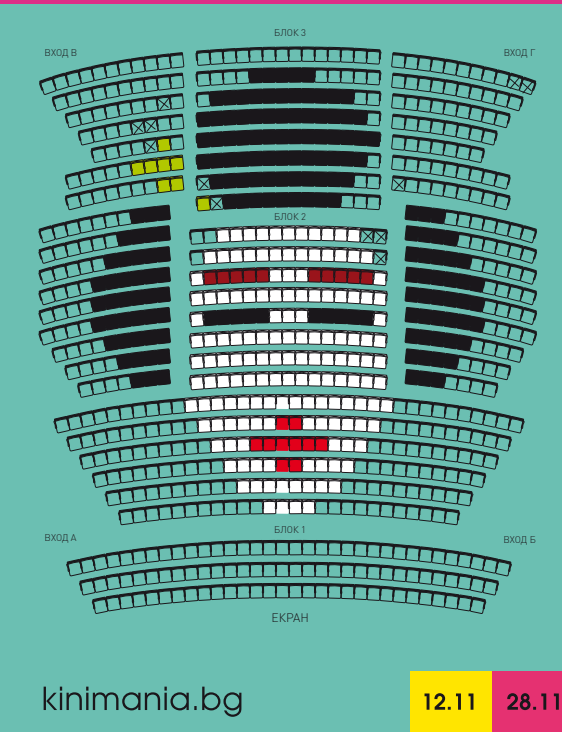 БЛОК 3
ВХОД В
ВХОД Г
БЛОК 2
БЛОК 1
ВХОД А
ВХОД Б
ЕКРАН
kinimania.bg
12.11
28.11